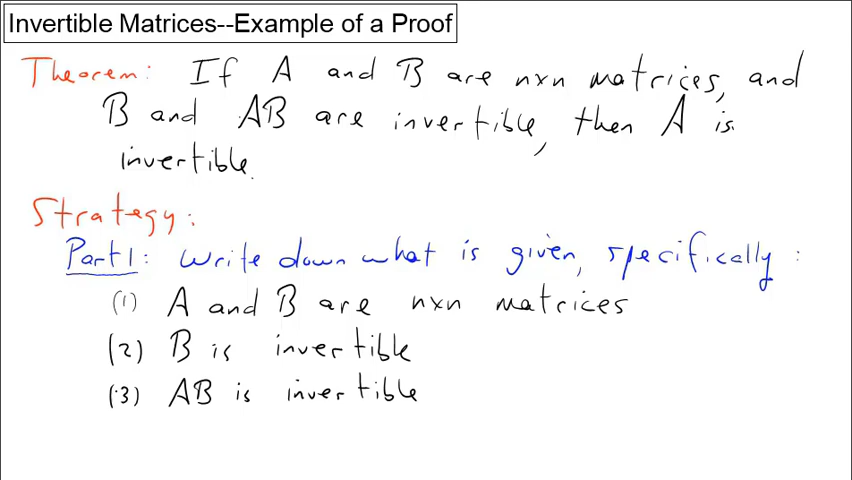 Invertible Matrices--Example of a Proof
Theorem: If A and B are nxn matrices, and
B and AB are invertible, then A is
invertible.
Strategy:
Part 1: Write down what is given, specifically:
(1) A and B are nxn matrices
(2) B is invertible
(3) AB is invertible